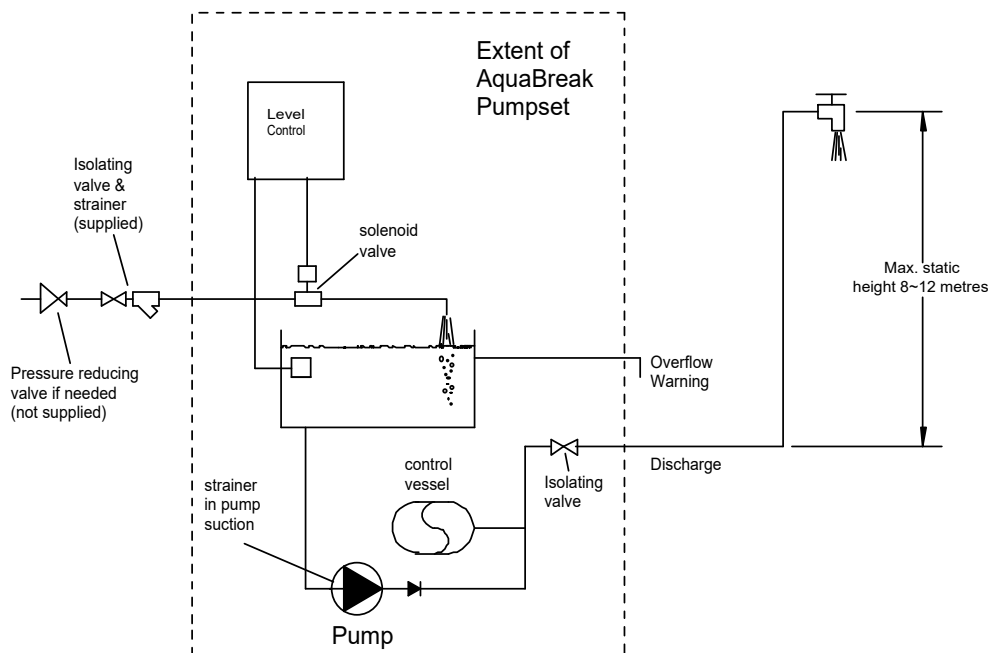 Extent of
AquaBreak
Pumpset
Level
Control
Isolating
valve &
strainer
(supplied)
solenoid
valve
Max. static
height 8~12 metres
Pressure reducing
valve if needed
(not supplied)
Overflow
Warning
control
vessel
Discharge
Isolating
valve
strainer
in pump
suction
Pump